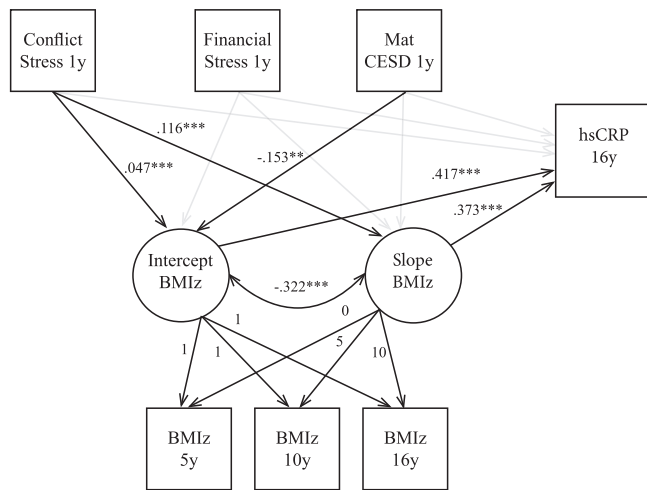 Conflict
Stress 1y
Financial
Stress 1y
Mat
CESD 1y
hsCRP
16y
.116***
-.153**
.047***
.417***
.373***
Intercept
BMIz
Slope
BMIz
-.322***
1
1
1
0
5
10
BMIz
5y
BMIz
10y
BMIz
16y